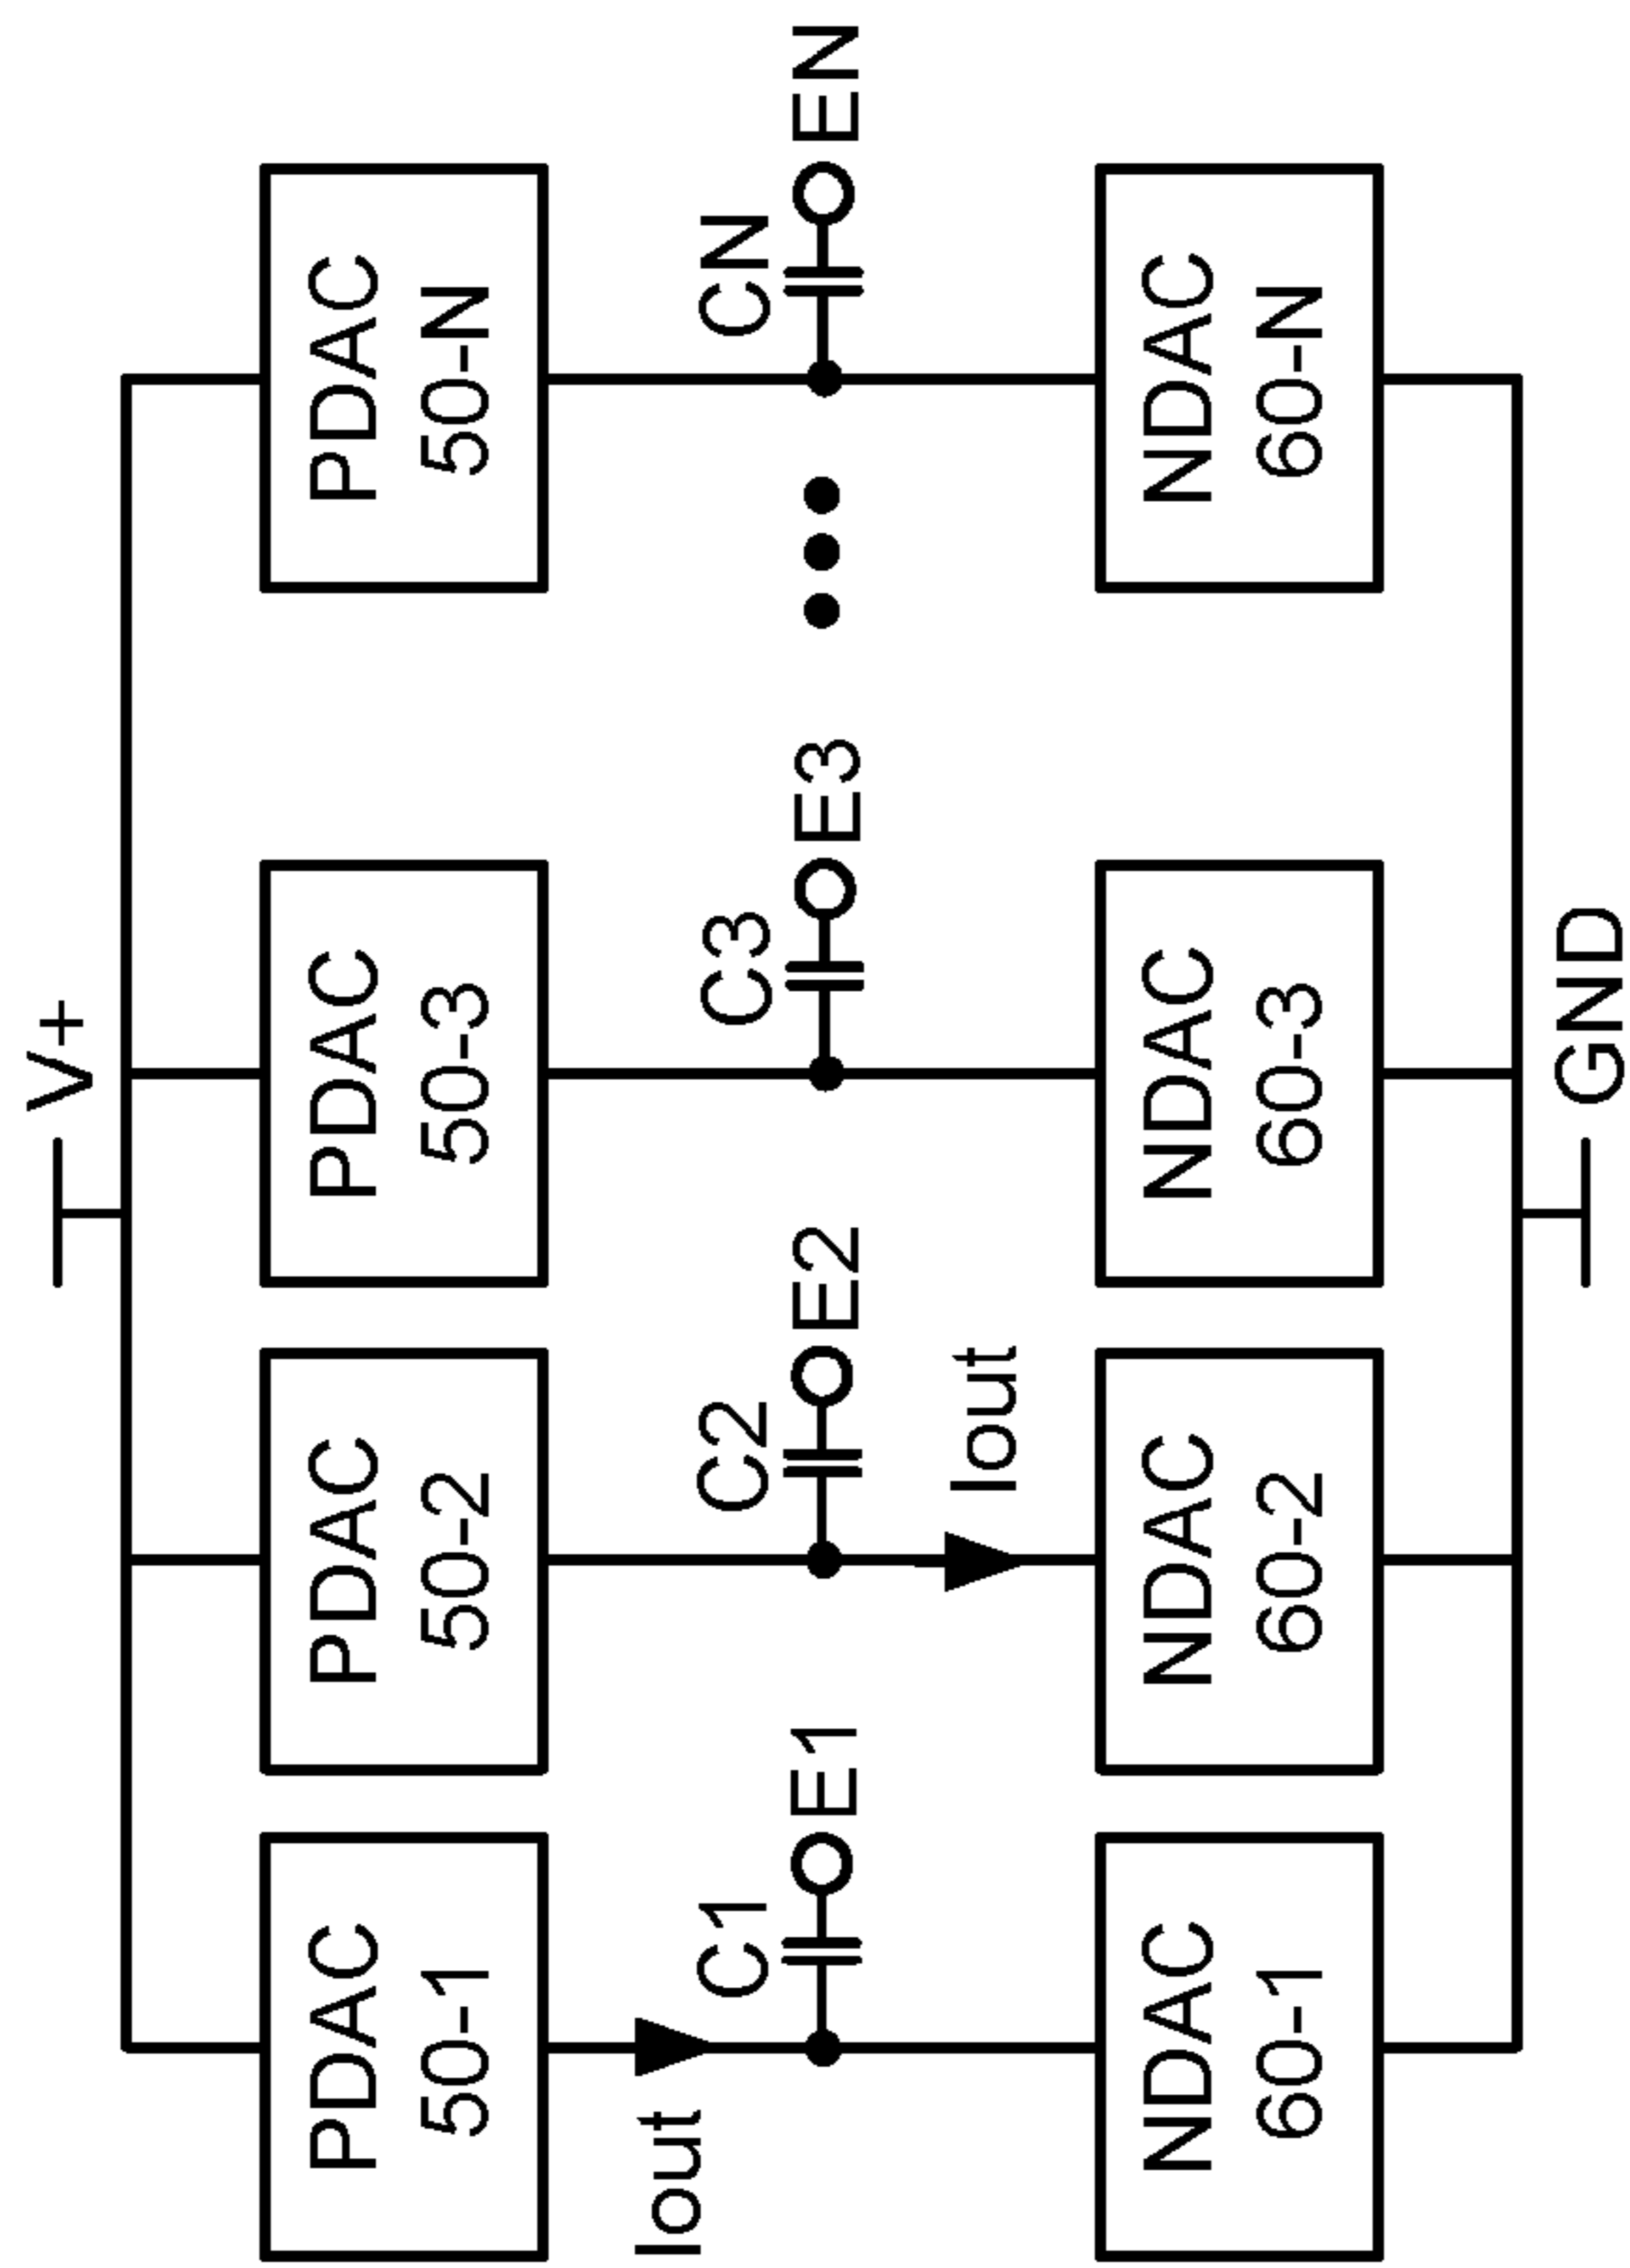 V+
PDAC
50-1
PDAC
50-2
PDAC
50-3
PDAC
50-N
Iout
C1
C2
C3
CN
E1
E2
E3
EN
Iout
NDAC
60-1
NDAC
60-2
NDAC
60-3
NDAC
60-N
GND